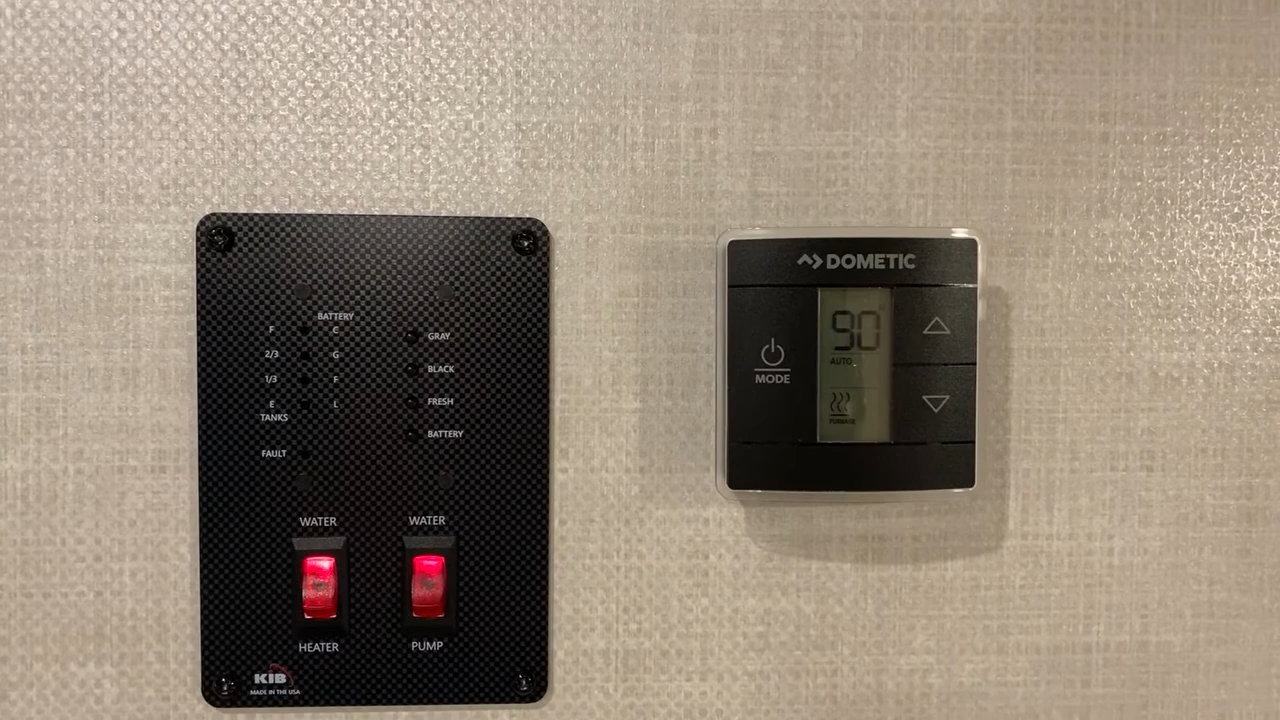 BATTERY
F C
2/3 G
1/3 F
E L
TANKS
FAULT
GRAY
BLACK
FRESH
BATTERY
WATER
HEATER
WATER
PUMP
KIB
MADE IN THE USA
DOMETIC
MODE
90
AUTO
FURNACE